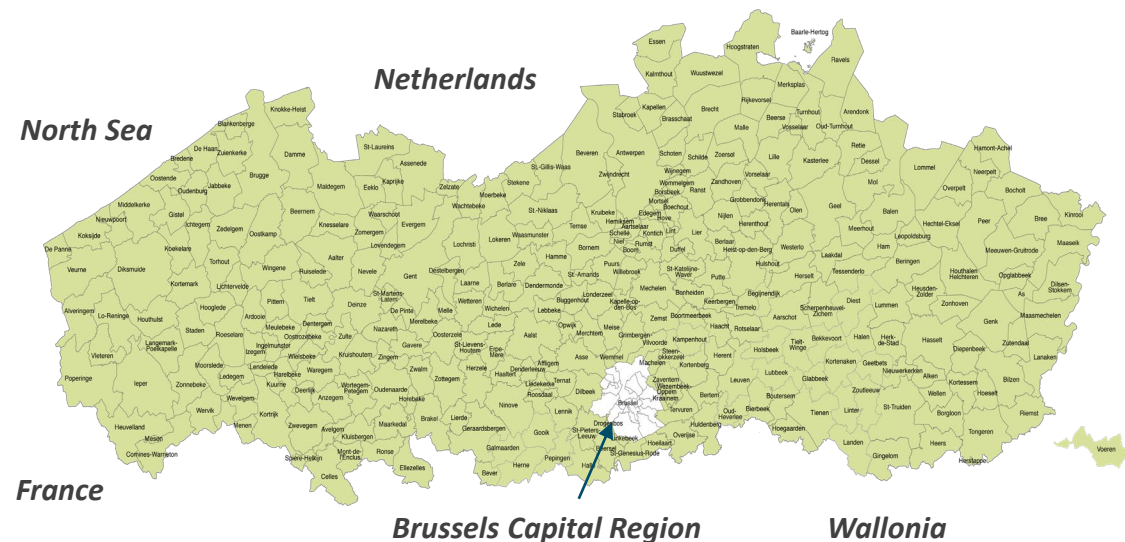 Netherlands
North Sea
France
Brussels Capital Region
Wallonia
Essen
Kalmthout
Hoogstraten
Baarle-Hertog
Ravels
Merksplas
Wuustwezel
Kapellen
Stabroek
Brasschaat
Brecht
Rijkevorsel
Beerse
Turnhout
Vosselaar
Oud-Turnhout
Arendonk
Malle
Knokke-Heist
Blankenberge
De Haan
Zuienkerke
Bredene
Oostende
Oudenburg
Jabbeke
Brugge
Damme
Middelkerke
Nieuwpoort
Gistel
Ichtegem
Zedelgem
Oostkamp
Beernem
Koksijde
De Panne
Veurne
Diksmuide
Koekelare
Torhout
Kortemark
Lichtervelde
Wingene
Ruiselede
Aalter
Knesselare
Maldegem
St-Laureins
Eeklo
Kaprijke
Assenede
Zelzate
Waarschoot
Zomergem
Lovendegem
Evergem
Nevele
Gent
Wachtebeke
Moerbeke
Stekene
St.-Gillis-Waas
Beveren
Antwerpen
Zwijndrecht
St.-Niklaas
Lochristi
Lokeren
Waasmunster
Temse
Kruibeke
Hemiksem
Aartselaar
Schelle
Niel
Boom
Rumst
Kontich
Edegem
Hove
Lint
Mortsel
Borsbeek
Boechout
Wommelgem
Wijnegem
Schoten
Schilde
Ranst
Zoersel
Zandhoven
Lille
Vorselaar
Grobbendonk
Herentals
Olen
Nijlen
Herenthout
Lier
Berlaar
Duffel
Heist-op-den-Berg
Hulshout
Westerlo
Kasterlee
Retie
Dessel
Mol
Geel
Meerhout
Balen
Laakdal
Herselt
Lommel
Overpelt
Neerpelt
Hamont-Achel
Bocholt
Bree
Kinrooi
Peer
Hechtel-Eksel
Leopoldsburg
Ham
Beringen
Tessenderlo
Meeuwen-Gruitrode
Maaseik
Houthalen
Helchteren
Opglabbeek
Dilsen-
Stokkem
Heusden-
Zolder
Zonhoven
As
Maasmechelen
Genk
Lummen
Diest
Scherpenheuvel-
Zichem
Halen
Herk-
de-Stad
Hasselt
Diepenbeek
Zutendaal
Lanaken
Bilzen
Hoeselt
Kortessem
Alken
Wellen
Nieuwerkerken
Geetbets
Kortenaken
Bekkevoort
Tielt-
Winge
Zoutleeuw
St-Truiden
Borgloon
Riemst
Tongeren
Heers
Herstappe
Voeren
Gingelom
Landen
Linter
Tienen
Glabbeek
Hoegaarden
Boutersem
Lubbeek
Holsbeek
Bierbeek
Oud-
Heverlee
Leuven
Herent
Rotselaar
Aarschot
Begijnendijk
Tremelo
Keerbergen
Haacht
Boortmeerbeek
Putte
Bonheiden
St-Katelijne-
Waver
Mechelen
Willebroek
Puurs
Bornem
St.-Amands
Hamme
Zele
Dendermonde
Berlare
Buggenhout
Londerzeel
Kapelle-op-
den-Bos
Zemst
Kampenhout
Steen-
okkerzeel
Kortenberg
Machelen
Vilvoorde
Grimbergen
Meise
Merchtem
Wemmel
Opwijk
Asse
Lebbeke
Aalst
Affligem
Denderleeuw
Liedekerke
Ternat
Roosdaal
Dilbeek
Lennik
Brussel
Zaventem
Wezembeek-
Oppem
Kraainem
Tervuren
Bertem
Huldenberg
Overijse
Hoeilaart
Drogenbos
Linkebeek
Beersel
St-Genesius-Rode
St-Pieters-
Leeuw
Halle
Pepingen
Gooik
Herne
Bever
Galmaarden
Ninove
Geraardsbergen
Lierde
Brakel
Zottegem
Herzele
Haaltert
Erpe-
Mere
Lede
St-Lievens-
Houtem
Oosterzele
Wichelen
Wetteren
Laarne
Destelbergen
Melle
Merelbeke
De Pinte
St-Martens-
Latem
Nazareth
Gavere
Zwalm
Zingem
Oudenaarde
Horebeke
Maarkedal
Ronse
Ellezelles
Kluisbergen
Mont-de-
l'Enclus
Celles
Spiere-Helkijn
Avelgem
Zwevegem
Anzegem
Wortegem-
Petegem
Kruishoutem
Zulte
Deinze
Dentergem
Tielt
Pittem
Meulebeke
Oostrozebeke
Wielsbeke
Waregem
Ingelmunster
Izegem
Lendelede
Harelbeke
Kuurne
Deerlijk
Kortrijk
Menen
Wevelgem
Ledegem
Moorslede
Roeselare
Ardooie
Hooglede
Staden
Houthulst
Langemark-
Poelkapelle
Zonnebeke
Wervik
Ieper
Lo-Reninge
Alveringem
Vleteren
Poperinge
Heuvelland
Mesen
Comines-Warneton